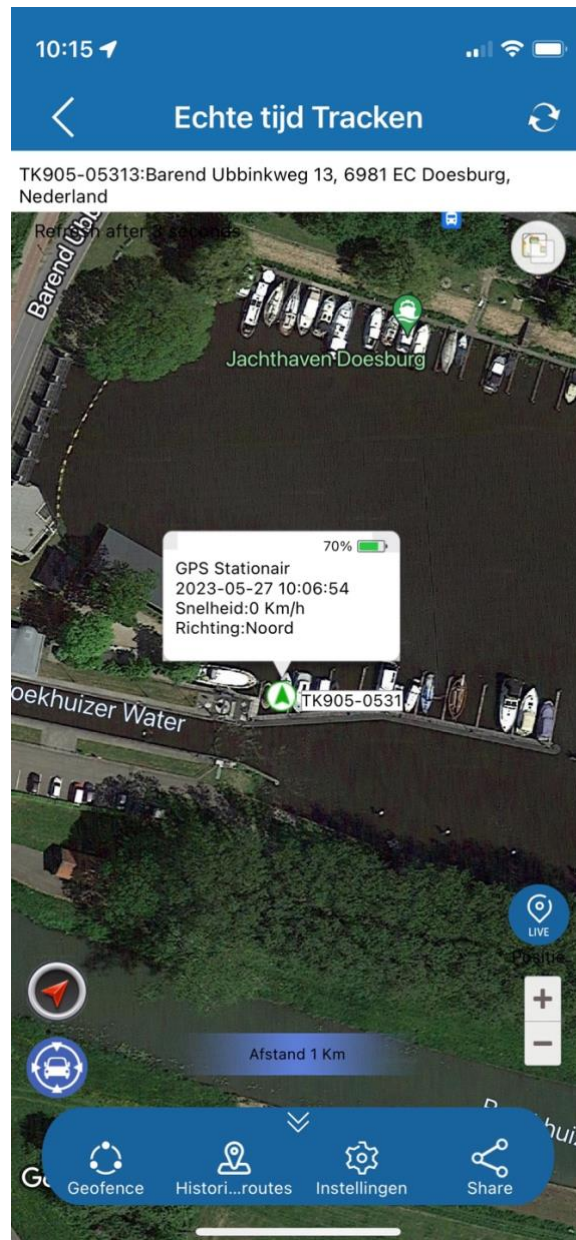 10:15
Echte tijd Tracken
TK905-05313:Barend Ubbinkweg 13, 6981 EC Doesburg,
Nederland
Refresh after 3 seconds
Barend Ubb
Jachthaven Doesburg
70%
GPS Stationair
2023-05-27 10:06:54
Snelheid:0 Km/h
Richting:Noord
TK905-0531
oekhuizer Water
LIVE
Positie
+
−
Afstand 1 Km
Geofence
Histori...routes
Instellingen
Share